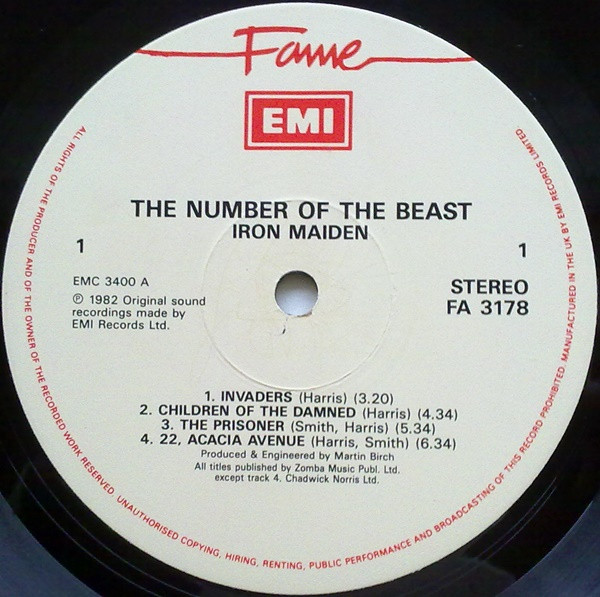 Fame
EMI
THE NUMBER OF THE BEAST
IRON MAIDEN
1
1
EMC 3400 A
℗ 1982 Original sound
recordings made by
EMI Records Ltd.
STEREO
FA 3178
1. INVADERS (Harris) (3.20)
2. CHILDREN OF THE DAMNED (Harris) (4.34)
3. THE PRISONER (Smith, Harris) (5.34)
4. 22, ACACIA AVENUE (Harris, Smith) (6.34)
Produced & Engineered by Martin Birch
All titles published by Zomba Music Publ. Ltd.
except track 4. Chadwick Norris Ltd.
ALL RIGHTS OF THE PRODUCER AND OF THE OWNER OF THE RECORDED WORK RESERVED. UNAUTHORISED COPYING, HIRING, RENTING, PUBLIC PERFORMANCE AND BROADCASTING OF THIS RECORD PROHIBITED. MANUFACTURED IN THE UK BY EMI RECORDS LIMITED